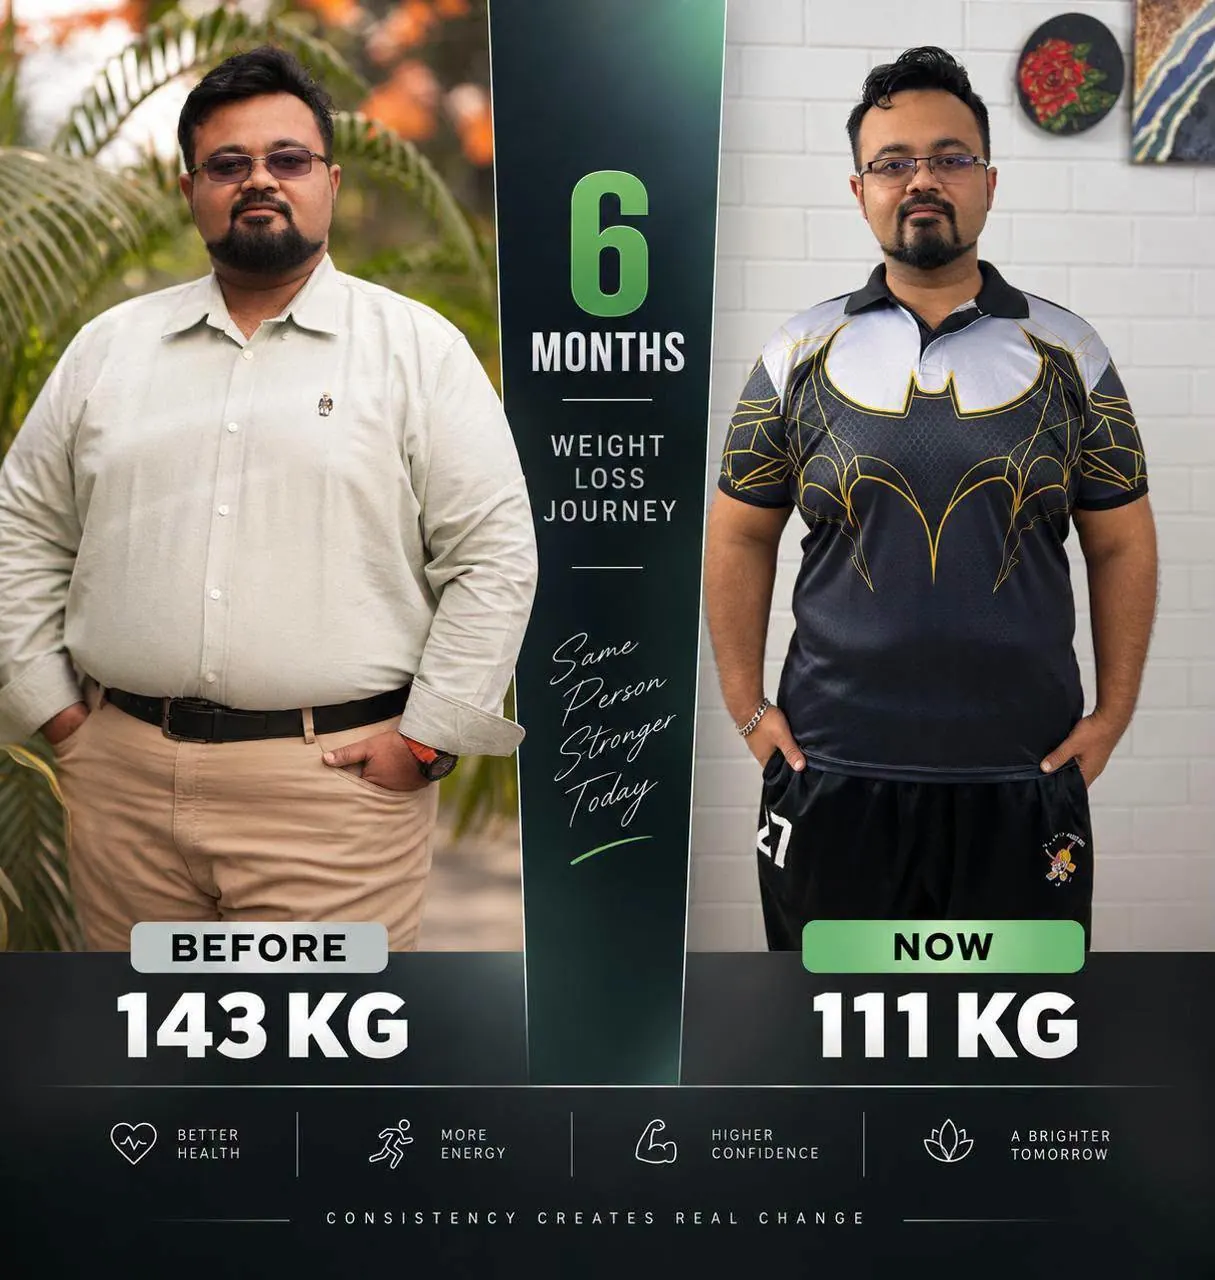 6
MONTHS
WEIGHT
LOSS
JOURNEY
Same
Person
Stronger
Today
27
BEFORE
143 KG
NOW
111 KG
BETTER
HEALTH
MORE
ENERGY
HIGHER
CONFIDENCE
A BRIGHTER
TOMORROW
CONSISTENCY CREATES REAL CHANGE